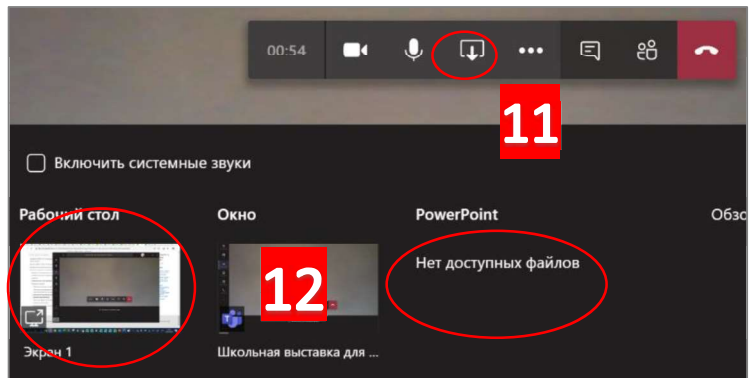 00:54
11
Включить системные звуки
Рабочий стол
Окно
PowerPoint
Обзо
Нет доступных файлов
12
Экран 1
Школьная выставка для ...